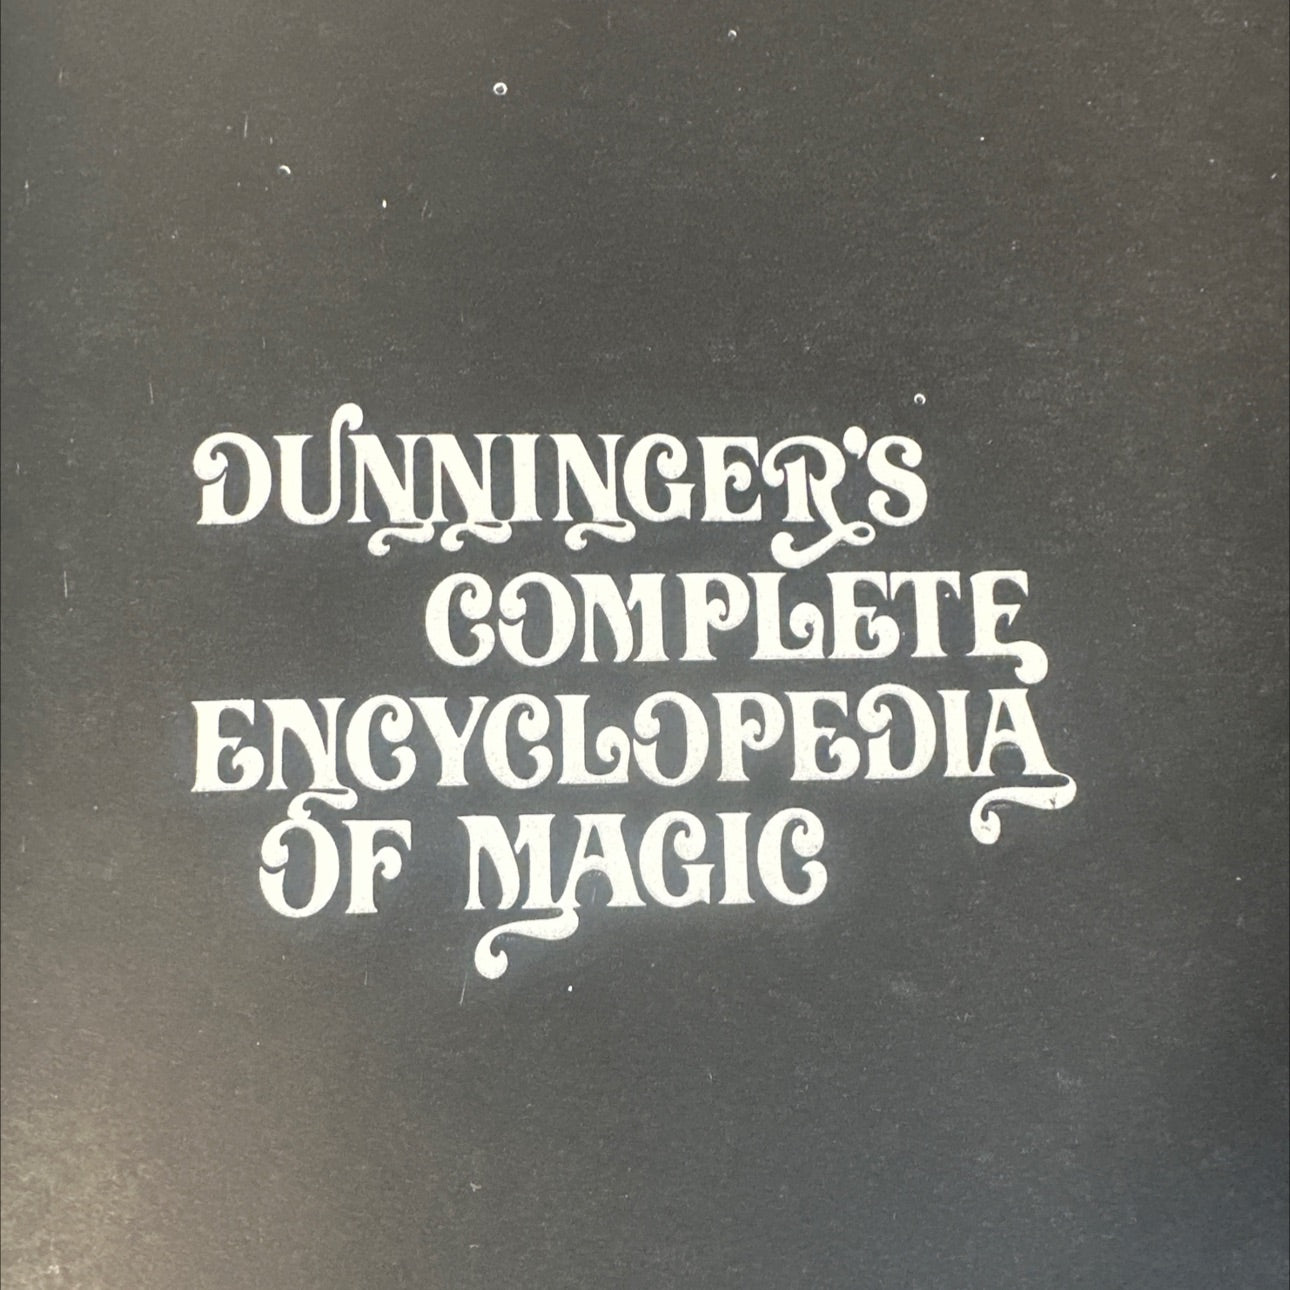 DUNNINGER'S
COMPLETE
ENCYCLOPEDIA
OF MAGIC